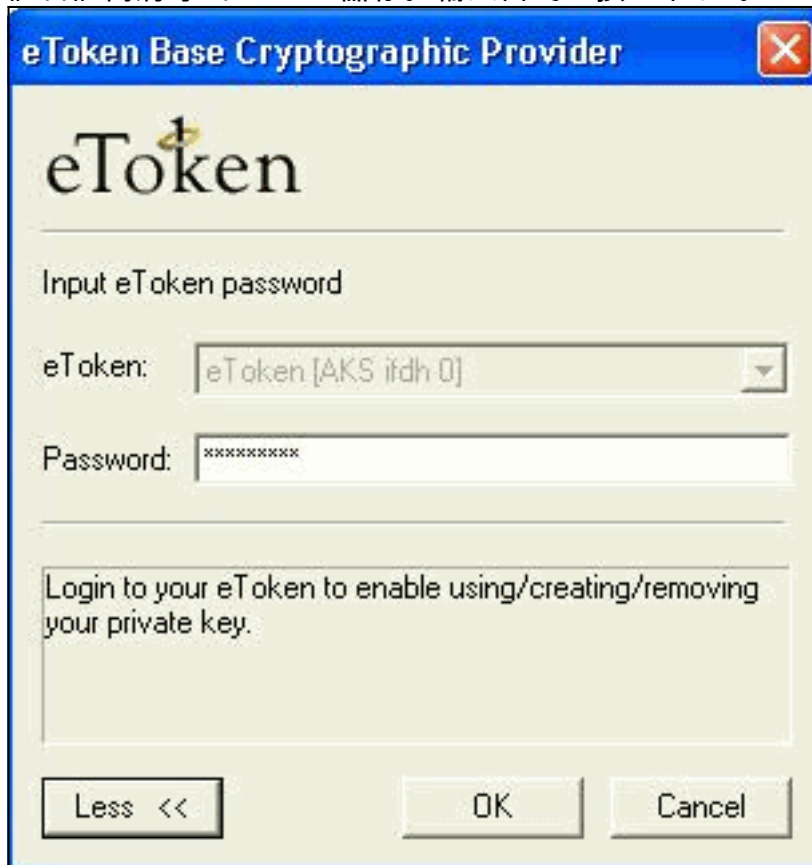 eToken Base Cryptographic Provider
eToken
Input eToken password
eToken: eToken [AKS ifdh 0]
Password: *********
Login to your eToken to enable using/creating/removing
your private key.
Less <<
OK
Cancel